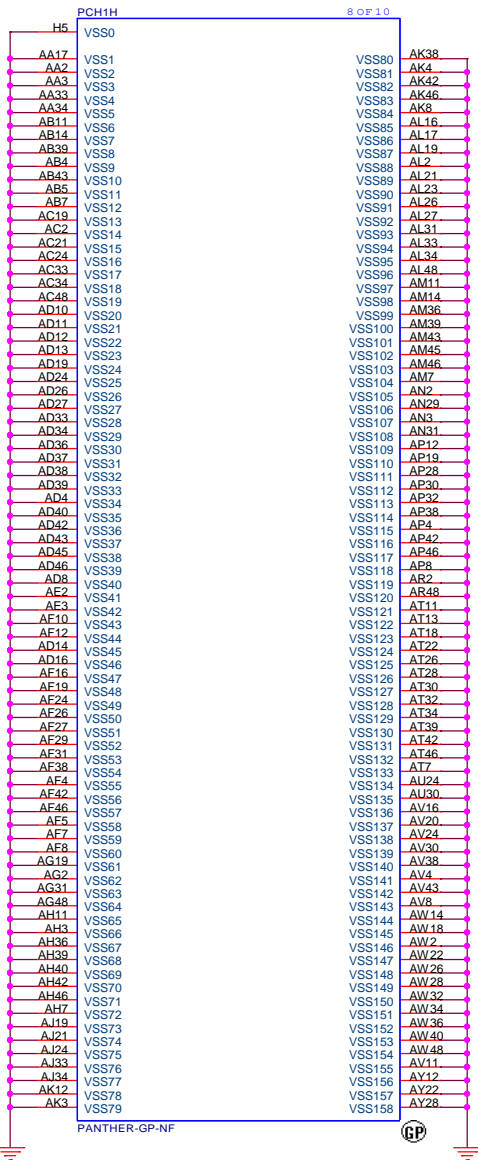 PCH1H 8 OF 10
H5 VSS0
AA17 VSS1 VSS80 AK38
AA2 VSS2 VSS81 AK4
AA3 VSS3 VSS82 AK42
AA33 VSS4 VSS83 AK46
AA34 VSS5 VSS84 AK8
AB11 VSS6 VSS85 AL16
AB14 VSS7 VSS86 AL17
AB39 VSS8 VSS87 AL19
AB4 VSS9 VSS88 AL2
AB43 VSS10 VSS89 AL21
AB5 VSS11 VSS90 AL23
AB7 VSS12 VSS91 AL26
AC19 VSS13 VSS92 AL27
AC2 VSS14 VSS93 AL31
AC21 VSS15 VSS94 AL33
AC24 VSS16 VSS95 AL34
AC33 VSS17 VSS96 AL48
AC34 VSS18 VSS97 AM11
AC48 VSS19 VSS98 AM14
AD10 VSS20 VSS99 AM36
AD11 VSS21 VSS100 AM39
AD12 VSS22 VSS101 AM43
AD13 VSS23 VSS102 AM45
AD19 VSS24 VSS103 AM46
AD24 VSS25 VSS104 AM7
AD26 VSS26 VSS105 AN2
AD27 VSS27 VSS106 AN29
AD33 VSS28 VSS107 AN3
AD34 VSS29 VSS108 AN31
AD36 VSS30 VSS109 AP12
AD37 VSS31 VSS110 AP19
AD38 VSS32 VSS111 AP28
AD39 VSS33 VSS112 AP30
AD4 VSS34 VSS113 AP32
AD40 VSS35 VSS114 AP38
AD42 VSS36 VSS115 AP4
AD43 VSS37 VSS116 AP42
AD45 VSS38 VSS117 AP46
AD46 VSS39 VSS118 AP8
AD8 VSS40 VSS119 AR2
AE2 VSS41 VSS120 AR48
AE3 VSS42 VSS121 AT11
AF10 VSS43 VSS122 AT13
AF12 VSS44 VSS123 AT18
AD14 VSS45 VSS124 AT22
AD16 VSS46 VSS125 AT26
AF16 VSS47 VSS126 AT28
AF19 VSS48 VSS127 AT30
AF24 VSS49 VSS128 AT32
AF26 VSS50 VSS129 AT34
AF27 VSS51 VSS130 AT39
AF29 VSS52 VSS131 AT42
AF31 VSS53 VSS132 AT46
AF38 VSS54 VSS133 AT7
AF4 VSS55 VSS134 AU24
AF42 VSS56 VSS135 AU30
AF46 VSS57 VSS136 AV16
AF5 VSS58 VSS137 AV20
AF7 VSS59 VSS138 AV24
AF8 VSS60 VSS139 AV30
AG19 VSS61 VSS140 AV38
AG2 VSS62 VSS141 AV4
AG31 VSS63 VSS142 AV43
AG48 VSS64 VSS143 AV8
AH11 VSS65 VSS144 AW14
AH3 VSS66 VSS145 AW18
AH36 VSS67 VSS146 AW2
AH39 VSS68 VSS147 AW22
AH40 VSS69 VSS148 AW26
AH42 VSS70 VSS149 AW28
AH46 VSS71 VSS150 AW32
AH7 VSS72 VSS151 AW34
AJ19 VSS73 VSS152 AW36
AJ21 VSS74 VSS153 AW40
AJ24 VSS75 VSS154 AW48
AJ33 VSS76 VSS155 AV11
AJ34 VSS77 VSS156 AY12
AK12 VSS78 VSS157 AY22
AK3 VSS79 VSS158 AY28
PANTHER-GP-NF GP